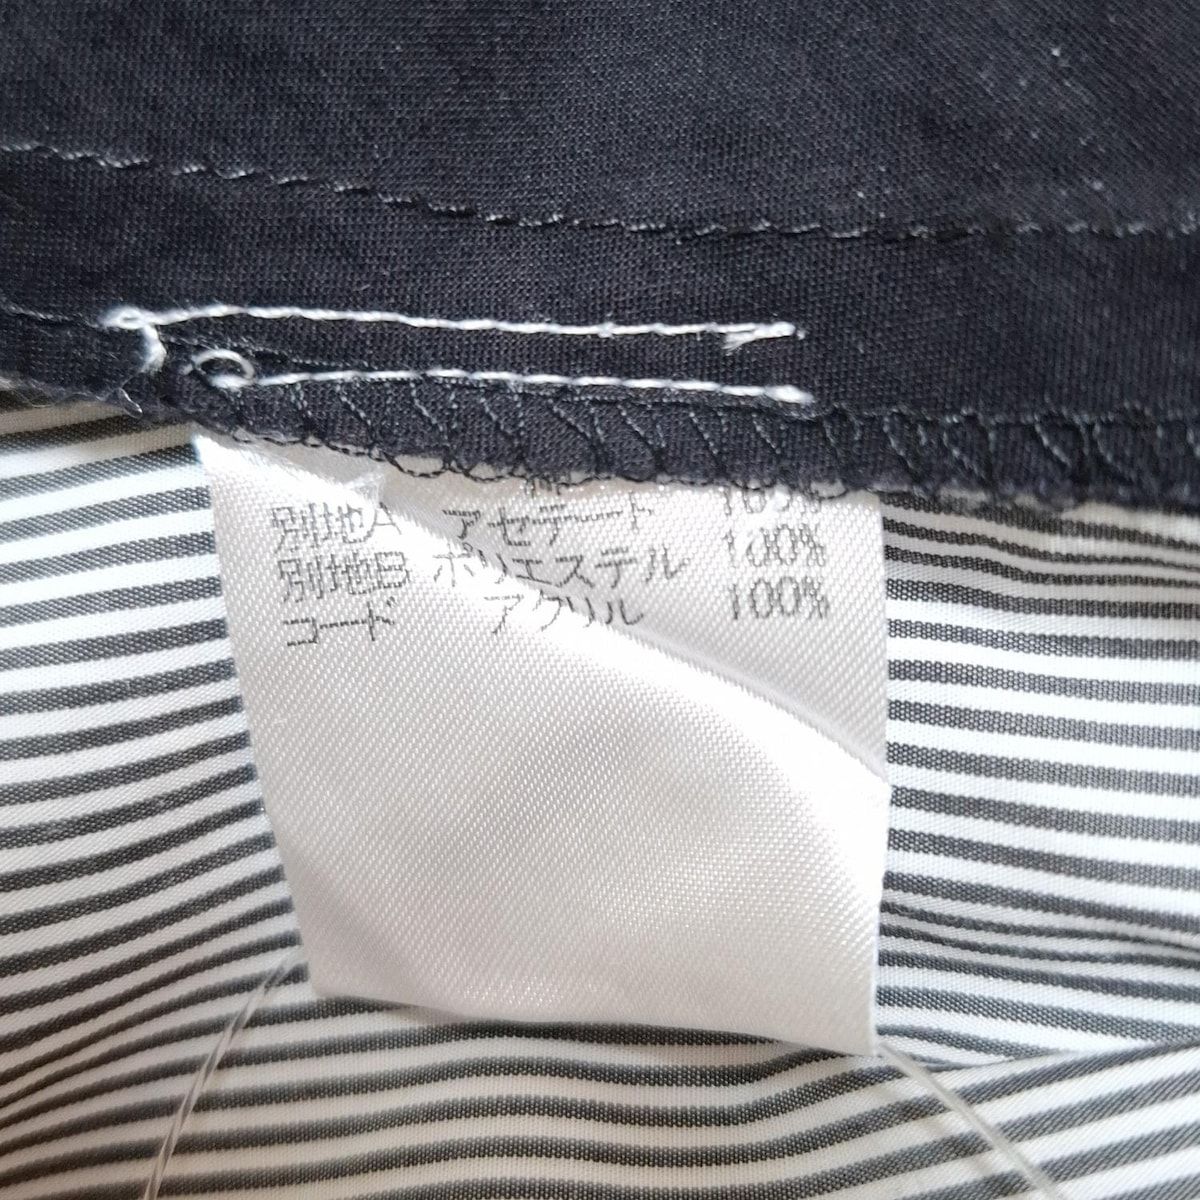 別地A アセテート 100%
別地B ポリエステル 100%
コード アクリル 100%